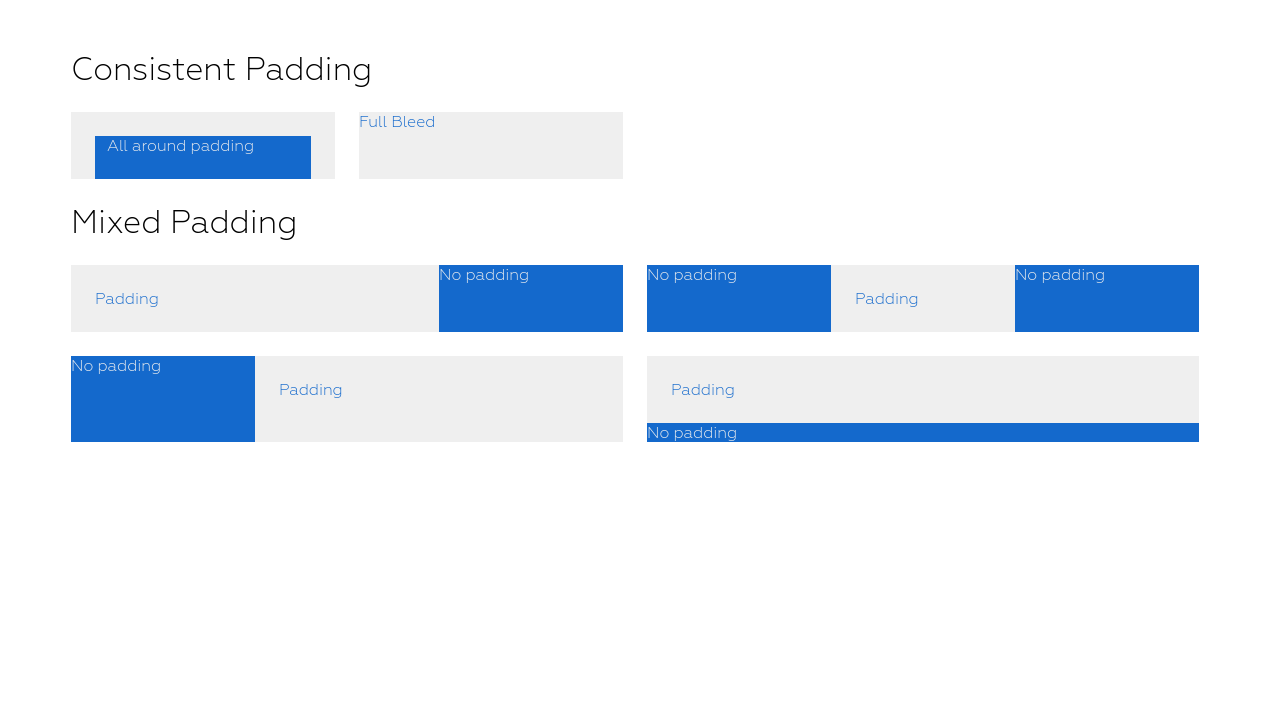 Consistent Padding
All around padding
Full Bleed
Mixed Padding
Padding
No padding
No padding
Padding
No padding
No padding
Padding
Padding
No padding